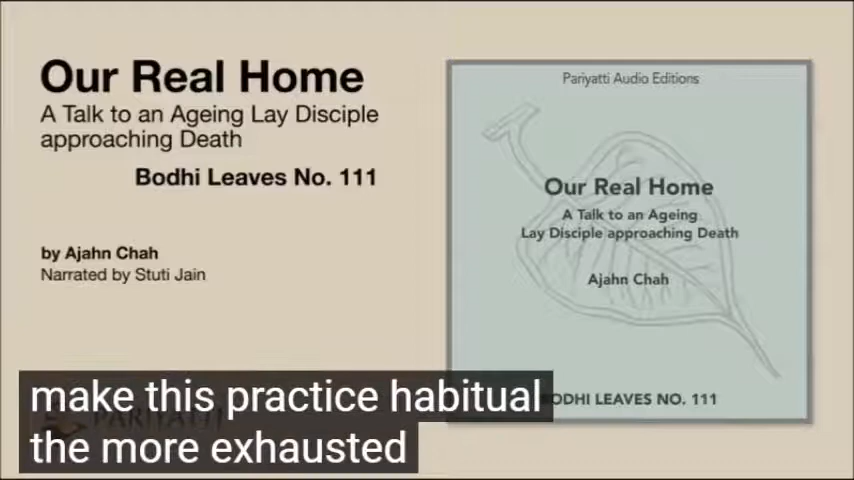 Our Real Home
A Talk to an Ageing Lay Disciple
approaching Death
Bodhi Leaves No. 111
by Ajahn Chah
Narrated by Stuti Jain
Pariyatti Audio Editions
Our Real Home
A Talk to an Ageing
Lay Disciple approaching Death
Ajahn Chah
BODHI LEAVES NO. 111
make this practice habitual
the more exhausted